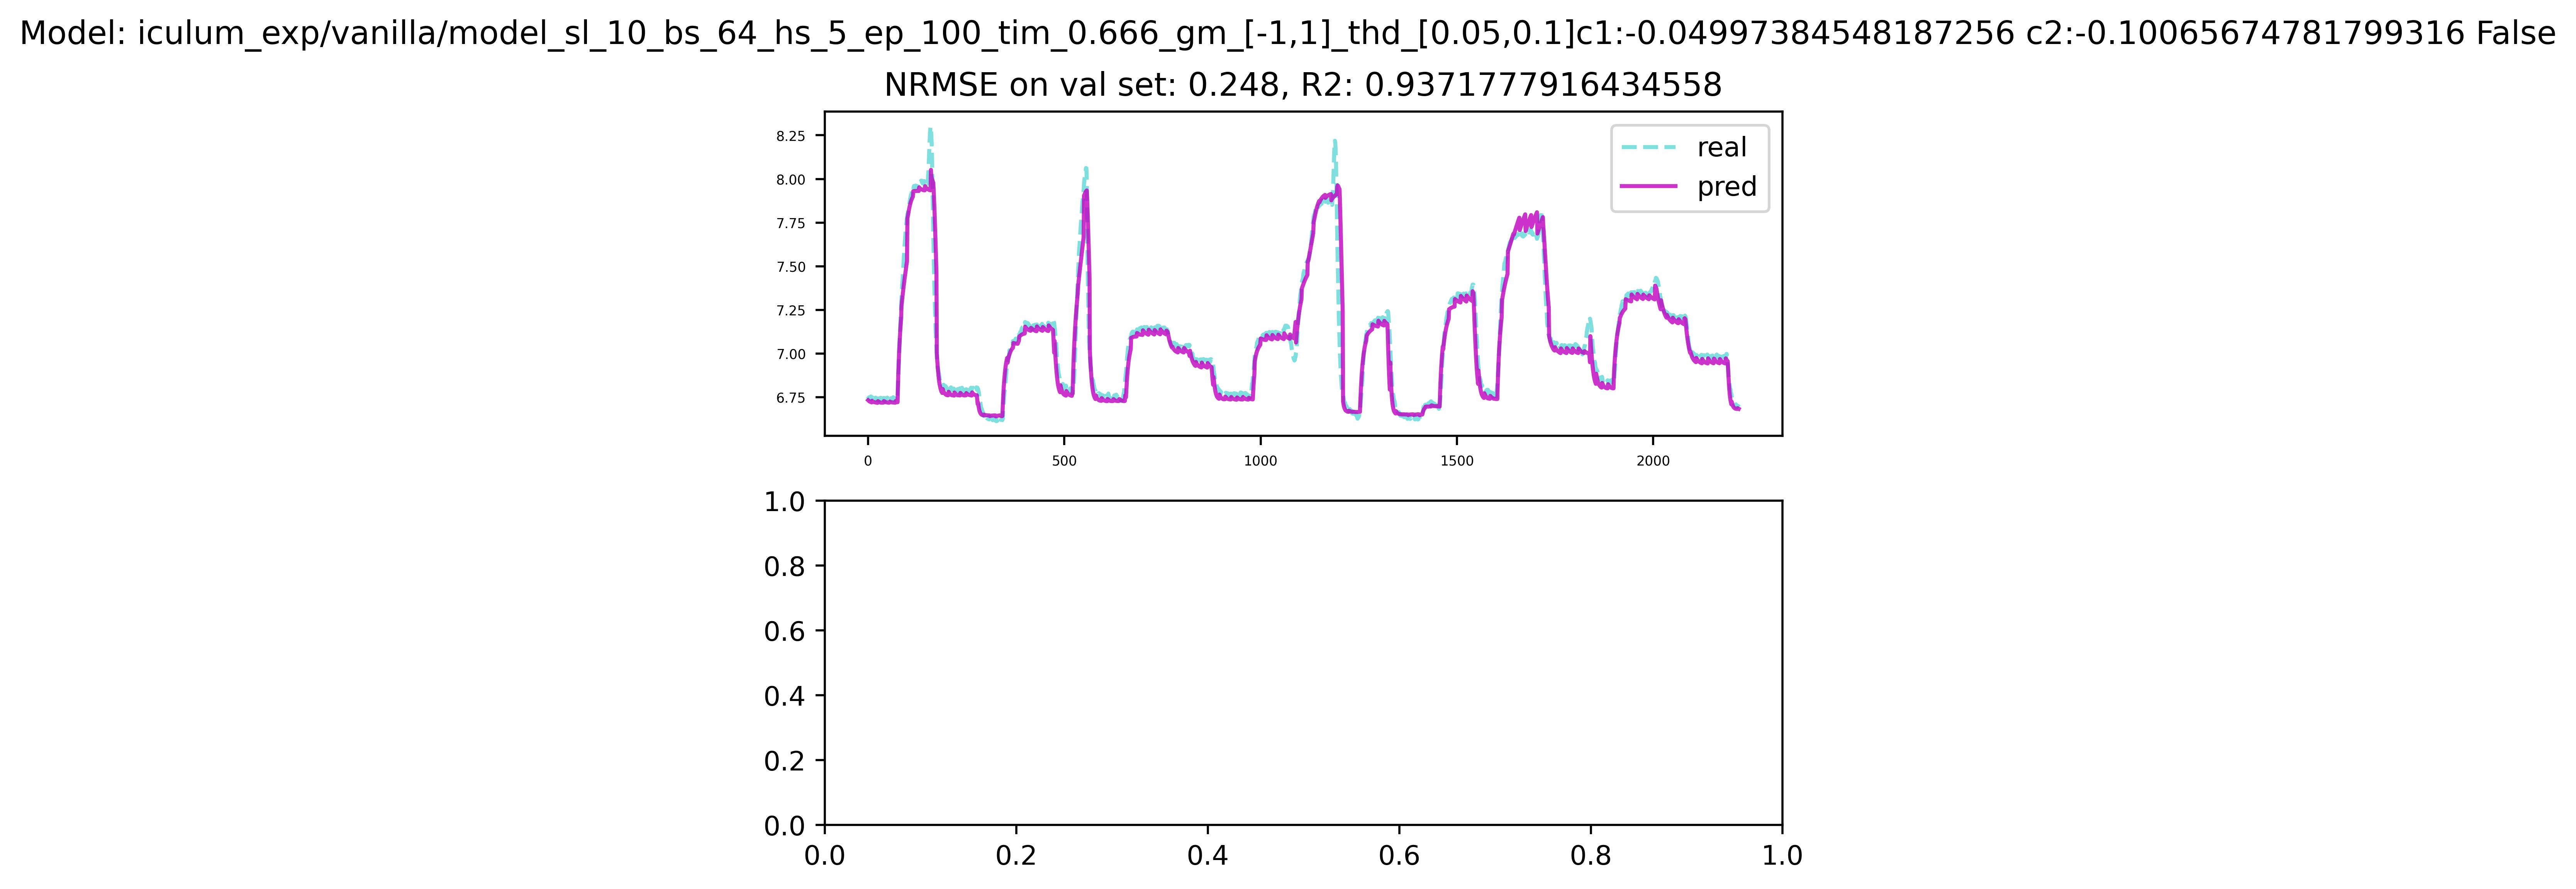 Model: iculum_exp/vanilla/model_sl_10_bs_64_hs_5_ep_100_tim_0.666_gm_[-1,1]_thd_[0.05,0.1]c1:-0.04997384548187256 c2:-0.10065674781799316 False
NRMSE on val set: 0.248, R2: 0.9371777916434558
8.25
8.00
7.75
7.50
7.25
7.00
6.75
real
pred
0 500 1000 1500 2000
1.0
0.8
0.6
0.4
0.2
0.0
0.0 0.2 0.4 0.6 0.8 1.0